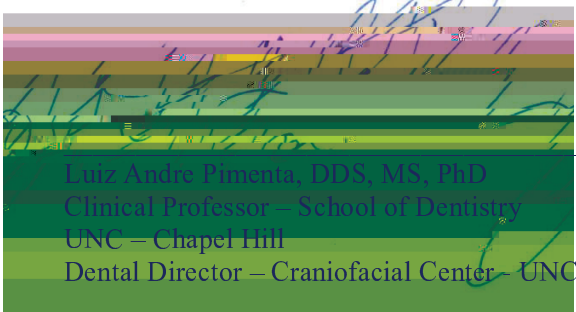 Luiz Andre Pimenta, DDS, MS, PhD
Clinical Professor – School of Dentistry
UNC – Chapel Hill
Dental Director – Craniofacial Center - UNC